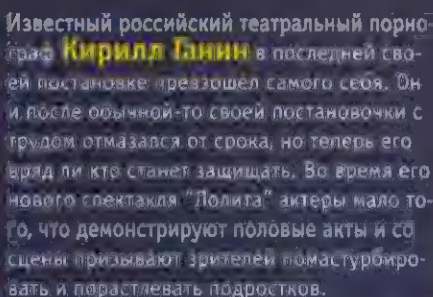 Известный российский театральный порно-
граф Кирилл Ганин в последней сво-
ей постановке превзошел самого себя. Он
и после обычной-то своей постановочки с
трудом отмазался от срока, но теперь его
вряд ли кто станет защищать. Во время его
нового спектакля "Лолита" актеры мало то-
го, что демонстрируют половые акты и со
сцены призывают зрителей помастурбиро-
вать и порастлевать подростков.